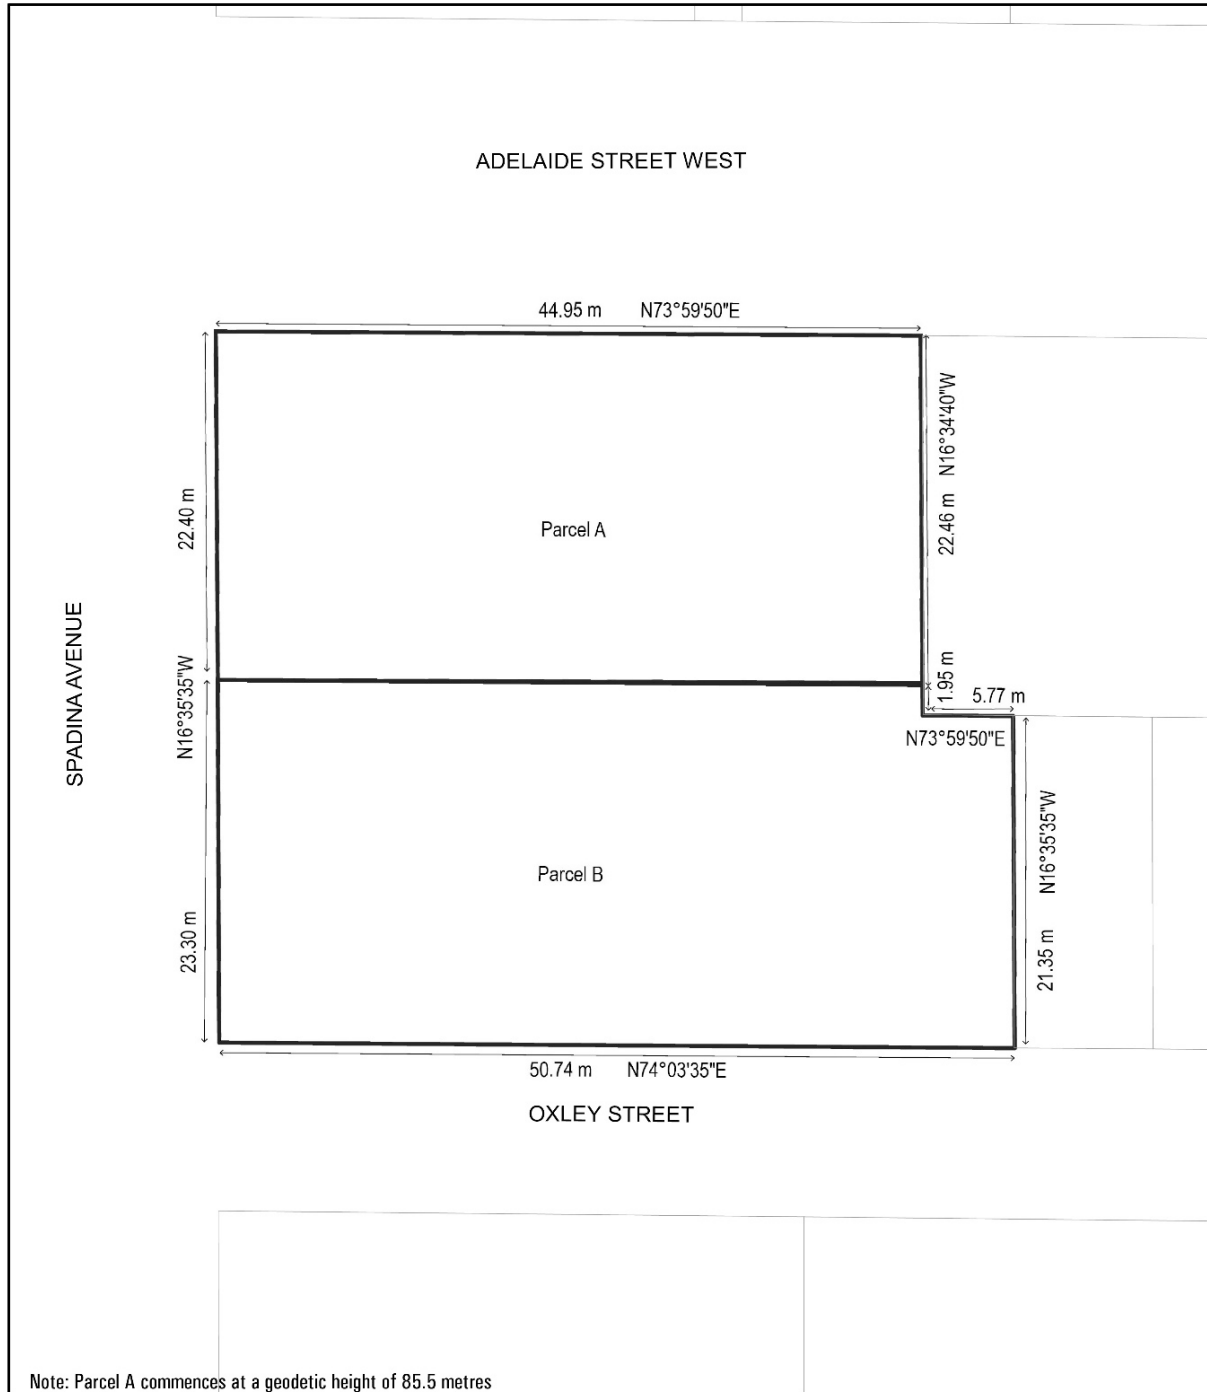 ADELAIDE STREET WEST
44.95 m N73°59'50"E
22.40 m
N16°34'40"W
22.46 m
Parcel A
SPADINA AVENUE
N16°35'35"W
1.95 m
5.77 m
N73°59'50"E
Parcel B
N16°35'35"W
23.30 m
21.35 m
50.74 m N74°03'35"E
OXLEY STREET
Note: Parcel A commences at a geodetic height of 85.5 metres